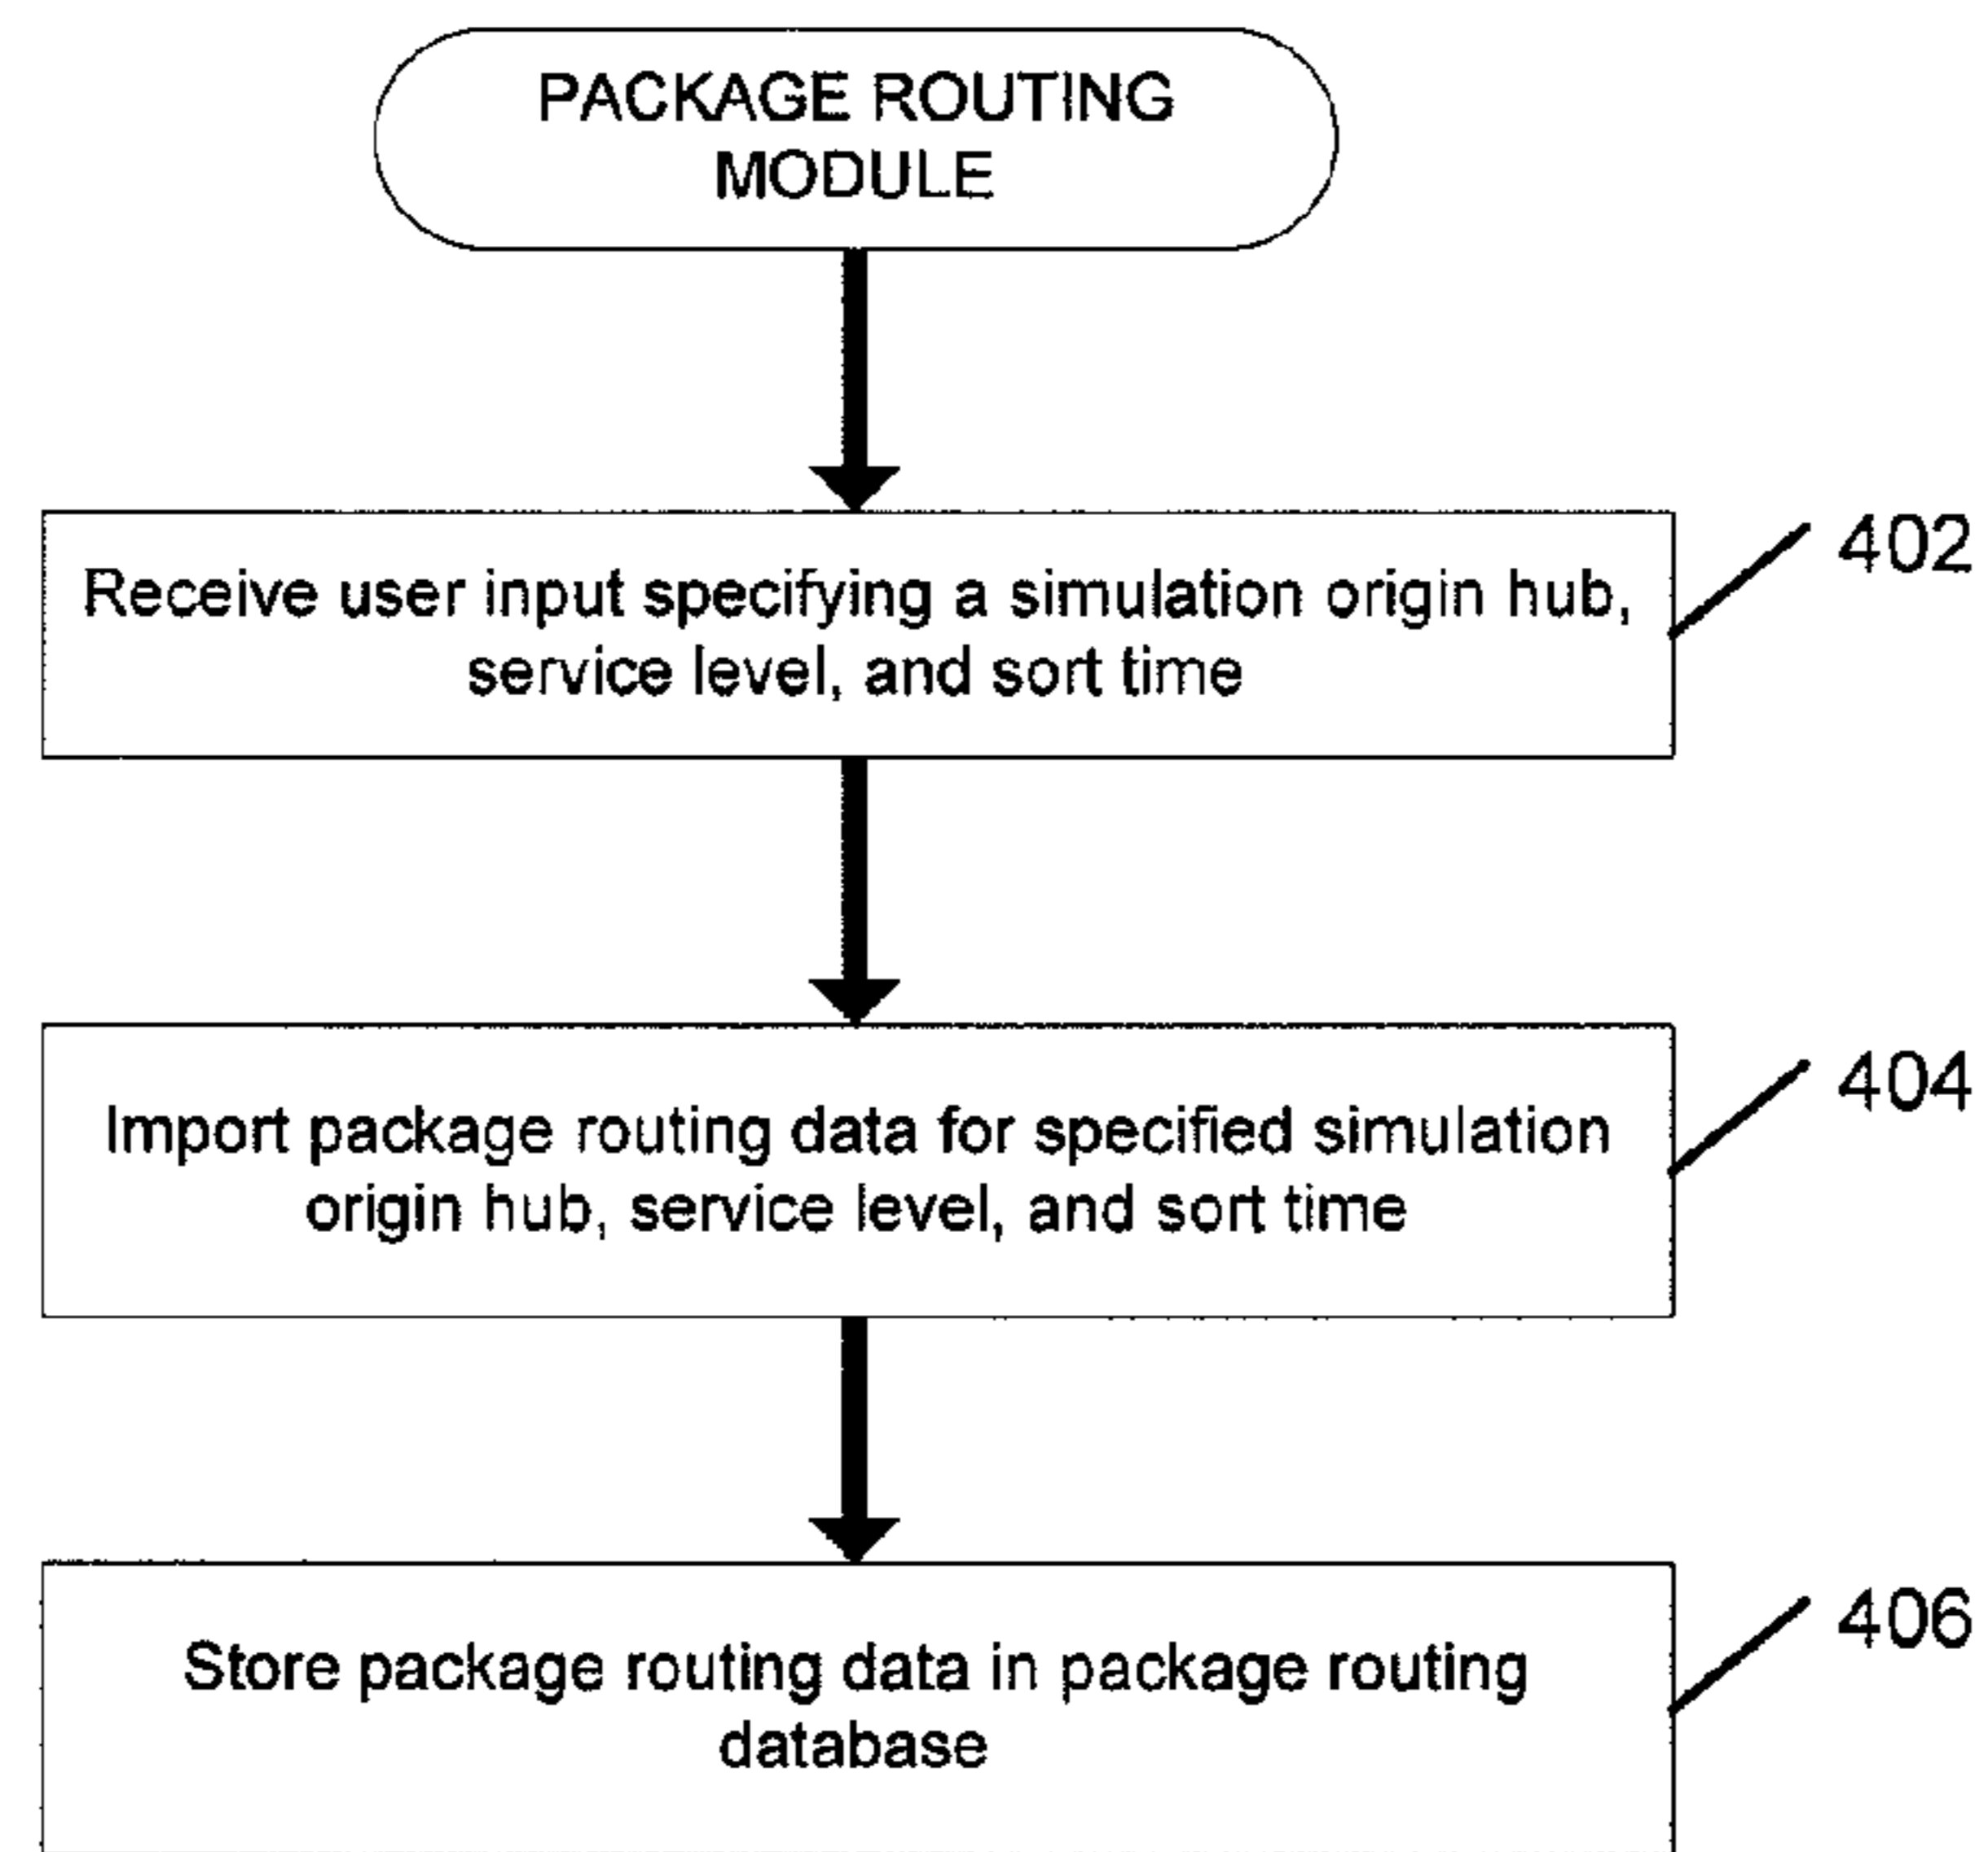 PACKAGE ROUTING
MODULE
402
Receive user input specifying a simulation origin hub,
service level, and sort time
404
Import package routing data for specified simulation
origin hub, service level, and sort time
406
Store package routing data in package routing
database